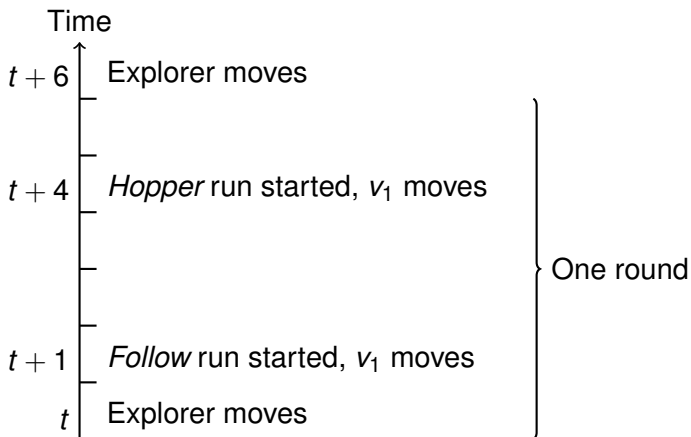 Time
t + 6 Explorer moves
t + 4 Hopper run started, v₁ moves
One round
t + 1 Follow run started, v₁ moves
t Explorer moves